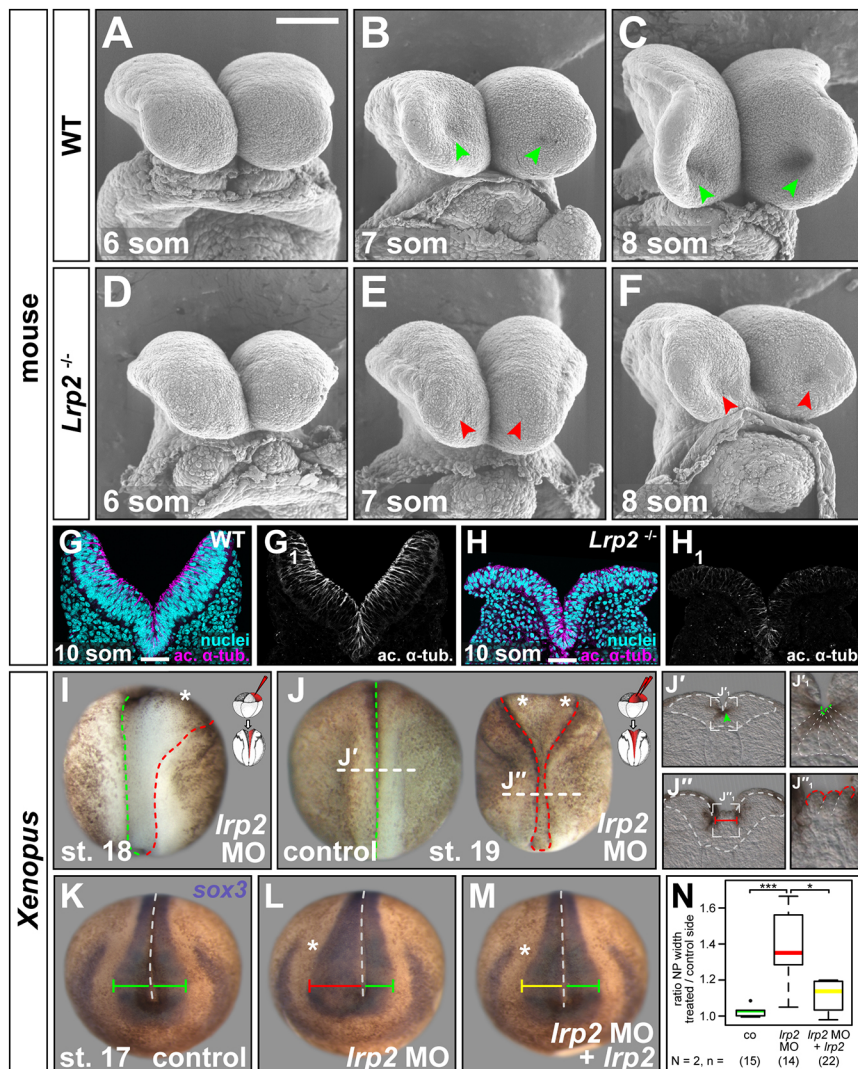 mouse
WT
A
6 som
B
7 som
C
8 som
Lrp2 -/-
D
6 som
E
7 som
F
8 som
G
WT
nuclei
10 som
ac. α-tub.
G1
ac. α-tub.
H
Lrp2 -/-
nuclei
10 som
ac. α-tub.
H1
ac. α-tub.
Xenopus
I
*
st. 18
lrp2
MO
J
J′
control
* *
J″
st. 19
lrp2
MO
J′
J′1
J′1
J″
J″1
J″1
K
sox3
st. 17 control
L
*
lrp2 MO
M
*
lrp2 MO
+ lrp2
N
*** *
ratio NP width
treated / control side
1.6
1.4
1.2
1.0
co
lrp2
MO
lrp2 MO
+ lrp2
N = 2, n = (15) (14) (22)